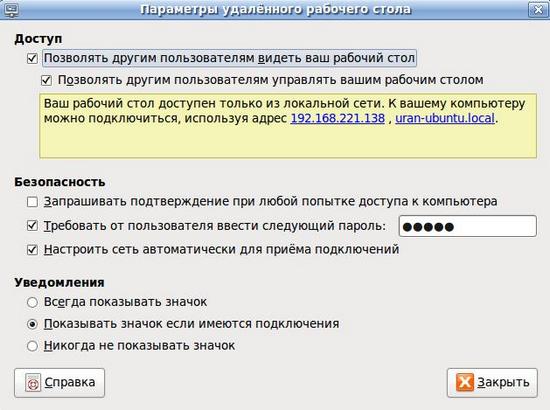 Параметры удалённого рабочего стола
Доступ
Позволять другим пользователям видеть ваш рабочий стол
Позволять другим пользователям управлять вашим рабочим столом
Ваш рабочий стол доступен только из локальной сети. К вашему компьютеру
можно подключиться, используя адрес 192.168.221.138 , uran-ubuntu.local.
Безопасность
Запрашивать подтверждение при любой попытке доступа к компьютера
Требовать от пользователя ввести следующий пароль: ●●●●●
Настроить сеть автоматически для приёма подключений
Уведомления
Всегда показывать значок
Показывать значок если имеются подключения
Никогда не показывать значок
Справка
Закрыть